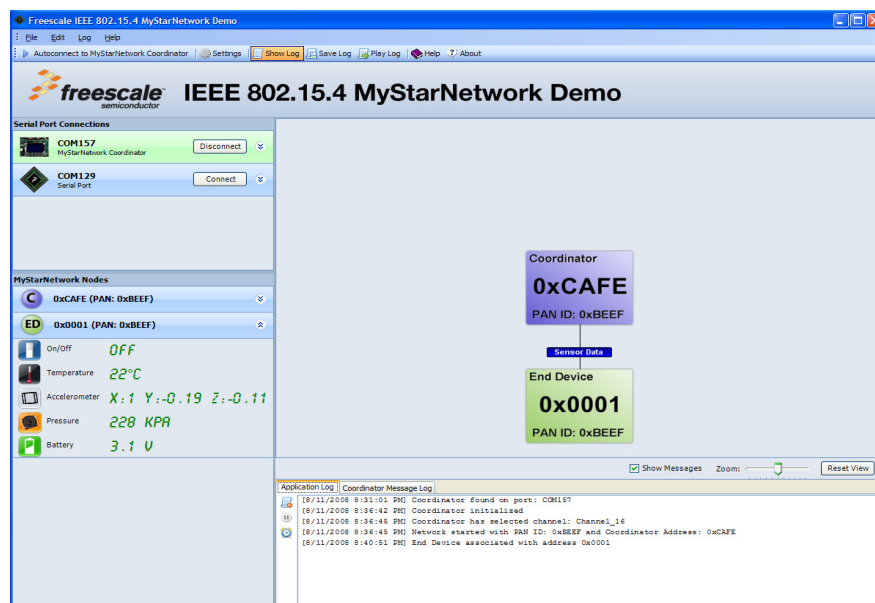 Freescale IEEE 802.15.4 MyStarNetwork Demo
File Edit Log Help
Autoconnect to MyStarNetwork Coordinator Settings Show Log Save Log Play Log Help About
freescale semiconductor IEEE 802.15.4 MyStarNetwork Demo
Serial Port Connections
COM157
MyStarNetwork Coordinator
Disconnect
COM129
Serial Port
Connect
Coordinator
0xCAFE
PAN ID: 0xBEEF
Sensor Data
End Device
0x0001
PAN ID: 0xBEEF
MyStarNetwork Nodes
C 0xCAFE (PAN: 0xBEEF)
ED 0x0001 (PAN: 0xBEEF)
On/Off OFF
Temperature 22°C
Accelerometer X:1 Y:-0.19 Z:-0.11
Pressure 228 KPA
Battery 3.1 V
Show Messages Zoom: Reset View
Application Log Coordinator Message Log
[8/11/2008 8:31:01 PM] Coordinator found on port: COM157
[8/11/2008 8:36:42 PM] Coordinator initialized
[8/11/2008 8:36:45 PM] Coordinator has selected channel: Channel_16
[8/11/2008 8:36:45 PM] Network started with PAN ID: 0xBEEF and Coordinator Address: 0xCAFE
[8/11/2008 8:40:51 PM] End Device associated with address 0x0001